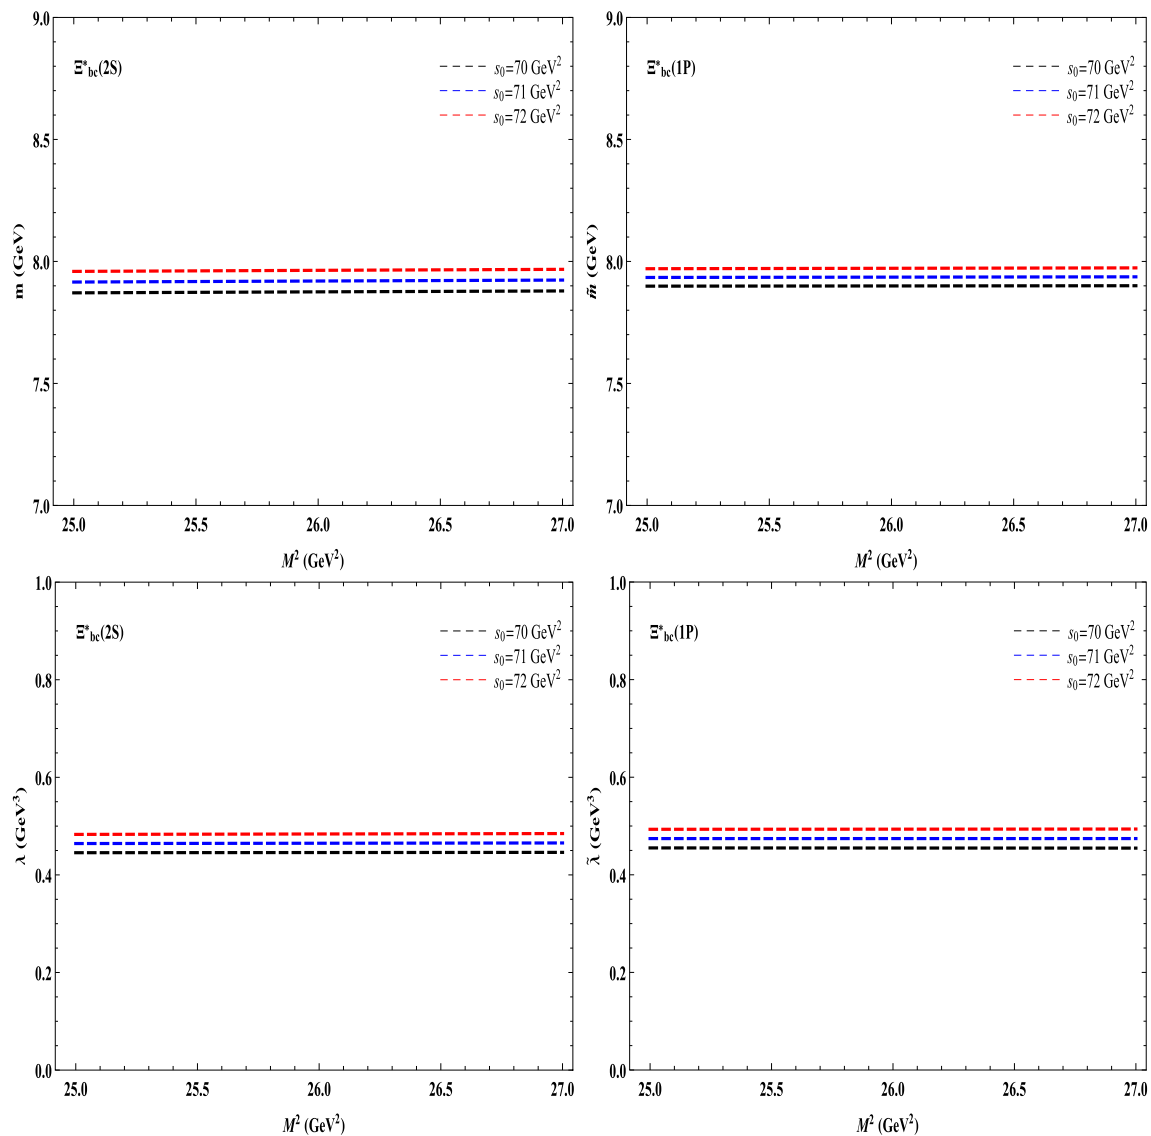 Ξ*bc(2S)
s0=70 GeV²
s0=71 GeV²
s0=72 GeV²
m (GeV)
9.0
8.5
8.0
7.5
7.0
25.0 25.5 26.0 26.5 27.0
M² (GeV²)
Ξ*bc(1P)
s0=70 GeV²
s0=71 GeV²
s0=72 GeV²
m̃ (GeV)
9.0
8.5
8.0
7.5
7.0
25.0 25.5 26.0 26.5 27.0
M² (GeV²)
Ξ*bc(2S)
s0=70 GeV²
s0=71 GeV²
s0=72 GeV²
λ (GeV³)
1.0
0.8
0.6
0.4
0.2
0.0
25.0 25.5 26.0 26.5 27.0
M² (GeV²)
Ξ*bc(1P)
s0=70 GeV²
s0=71 GeV²
s0=72 GeV²
λ̃ (GeV³)
1.0
0.8
0.6
0.4
0.2
0.0
25.0 25.5 26.0 26.5 27.0
M² (GeV²)